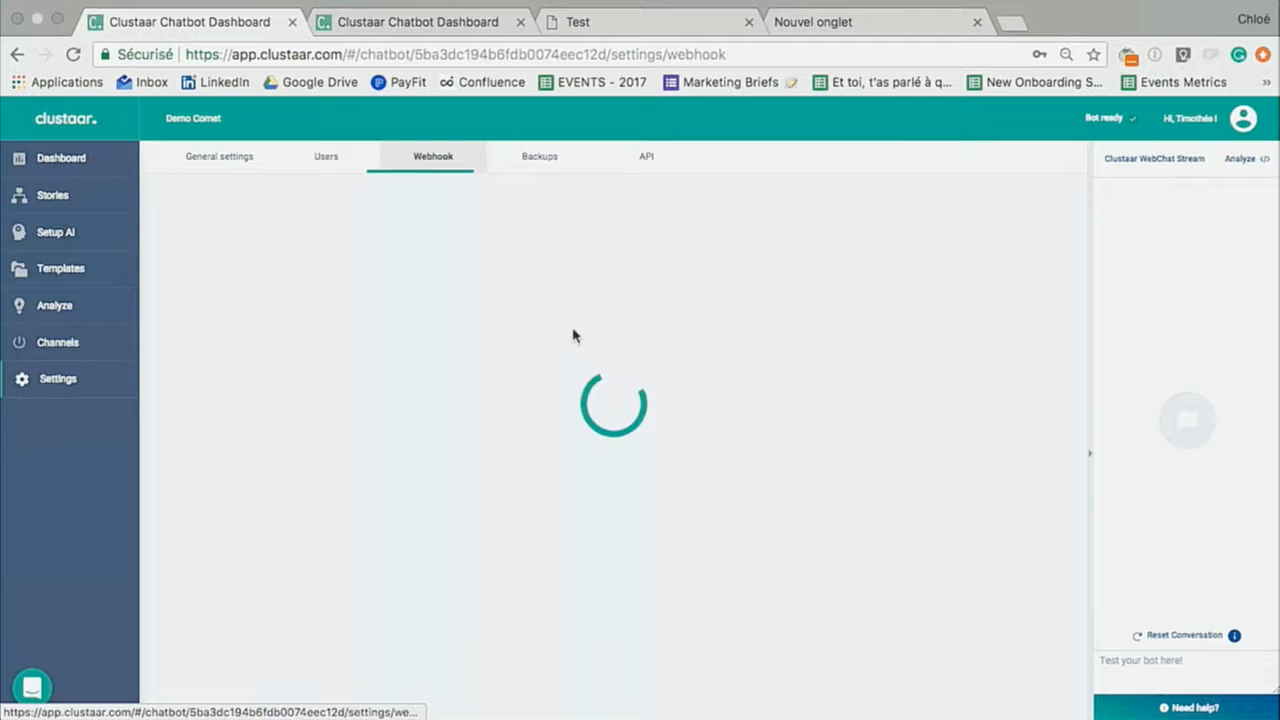 Clustaar Chatbot Dashboard
Clustaar Chatbot Dashboard
Test
Nouvel onglet
Chloé
Sécurisé
https://app.clustaar.com/#/chatbot/5ba3dc194b6fdb0074eec12d/settings/webhook
Applications
Inbox
LinkedIn
Google Drive
PayFit
Confluence
EVENTS - 2017
Marketing Briefs
Et toi, t'as parlé à q...
New Onboarding S...
Events Metrics
»
clustaar.
Demo Comet
Bot ready
Hi, Timothée !
Dashboard
Stories
Setup AI
Templates
Analyze
Channels
Settings
General settings
Users
Webhook
Backups
API
Clustaar WebChat Stream
Analyze
Reset Conversation
Test your bot here!
Need help?
https://app.clustaar.com/#/chatbot/5ba3dc194b6fdb0074eec12d/settings/we...